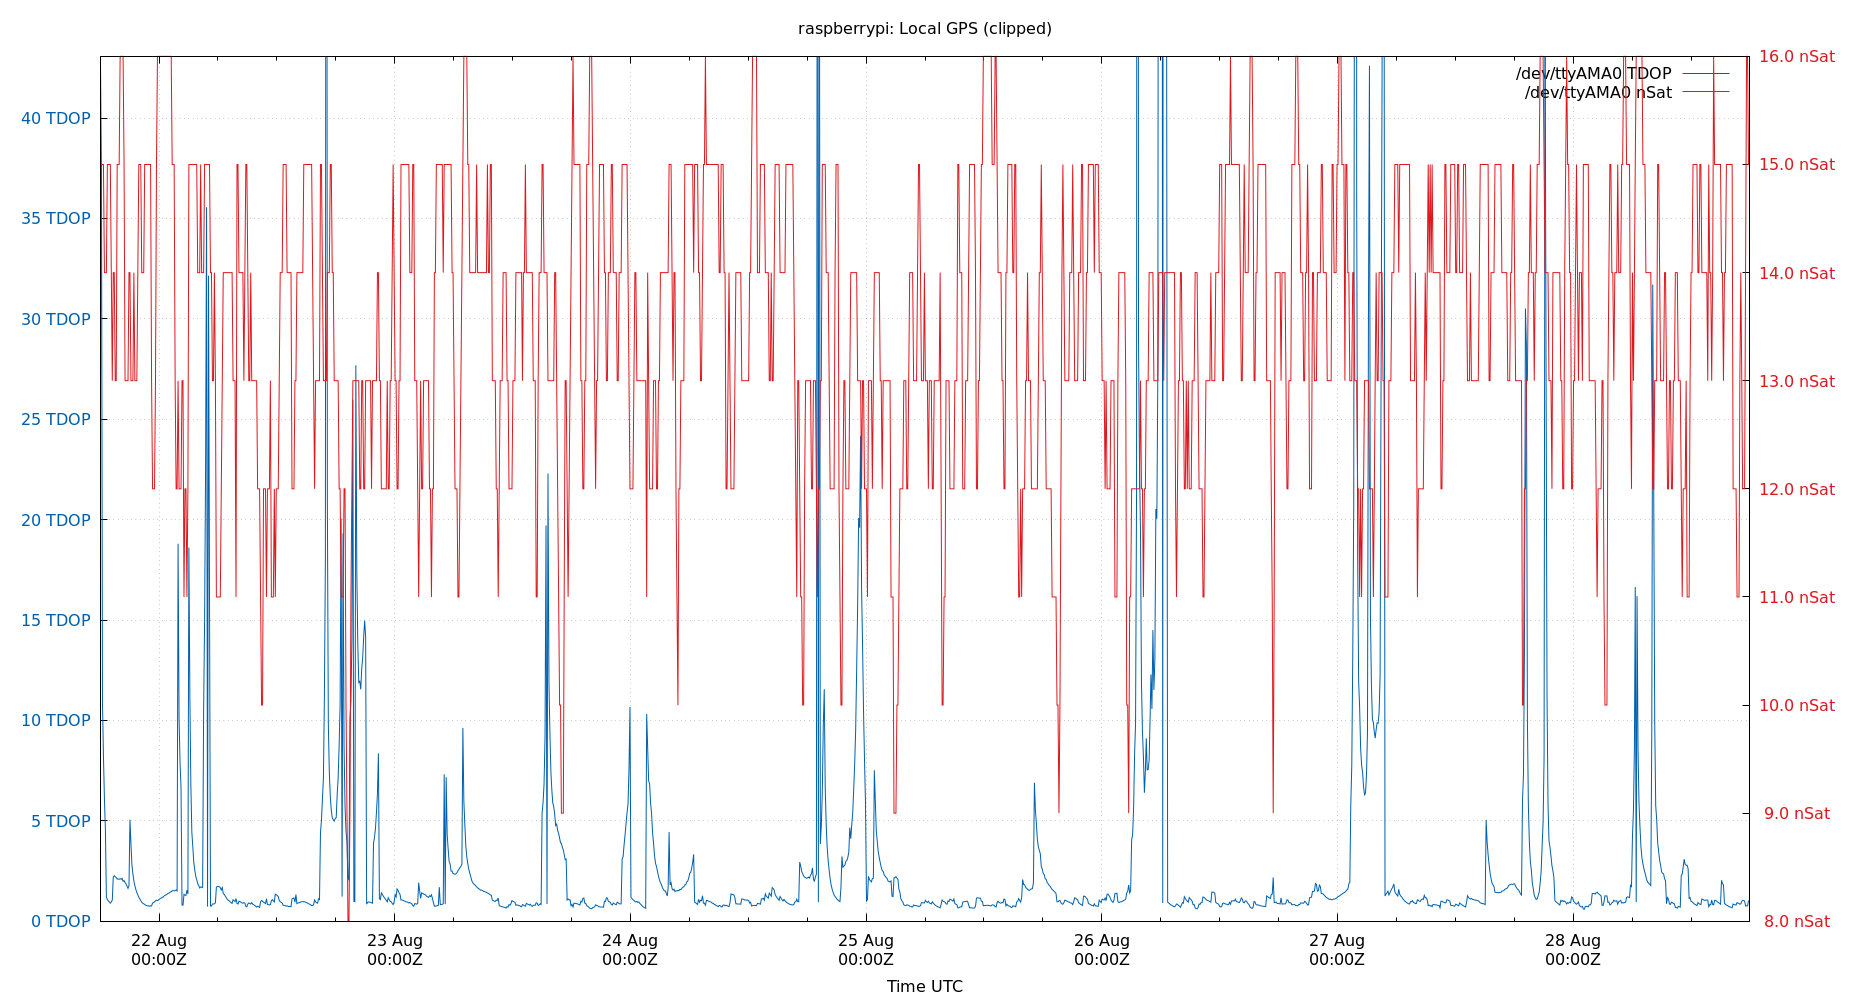 raspberrypi: Local GPS (clipped)
/dev/ttyAMA0 TDOP
/dev/ttyAMA0 nSat
40 TDOP
35 TDOP
30 TDOP
25 TDOP
20 TDOP
15 TDOP
10 TDOP
5 TDOP
0 TDOP
16.0 nSat
15.0 nSat
14.0 nSat
13.0 nSat
12.0 nSat
11.0 nSat
10.0 nSat
9.0 nSat
8.0 nSat
22 Aug 23 Aug 24 Aug 25 Aug 26 Aug 27 Aug 28 Aug
00:00Z 00:00Z 00:00Z 00:00Z 00:00Z 00:00Z 00:00Z
Time UTC